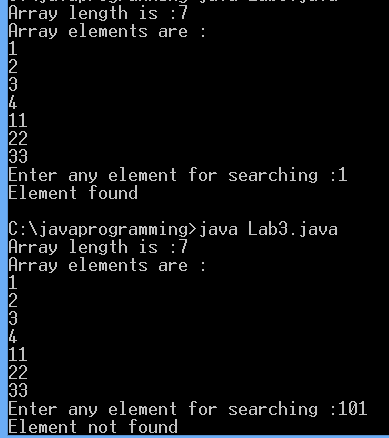 Array length is :7
Array elements are :
1
2
3
4
11
22
33
Enter any element for searching :1
Element found
C:\javaprogramming>java Lab3.java
Array length is :7
Array elements are :
1
2
3
4
11
22
33
Enter any element for searching :101
Element not found